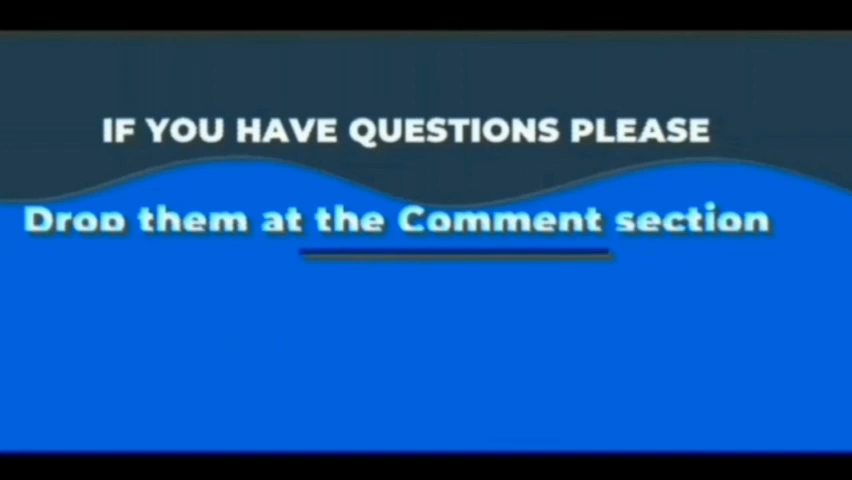 IF YOU HAVE QUESTIONS PLEASE
Drop them at the Comment section